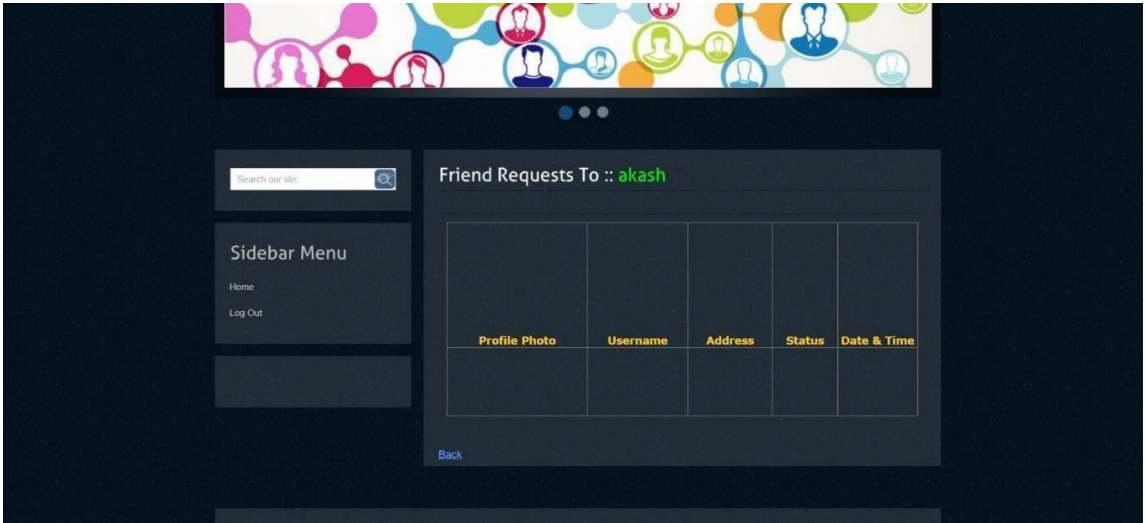 Search our site:
Friend Requests To :: akash
Sidebar Menu
Home
Log Out
Profile Photo Username Address Status Date & Time
Back